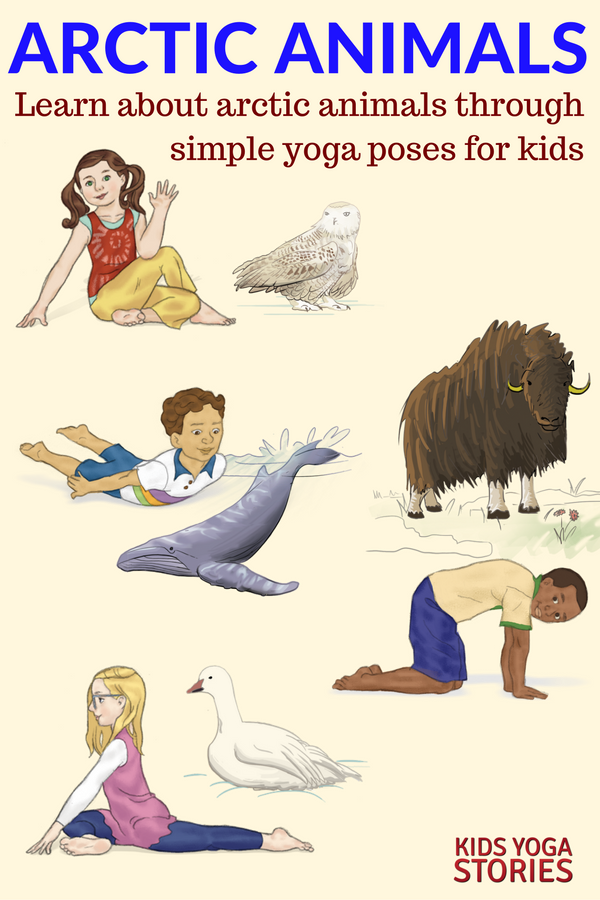 ARCTIC ANIMALS
Learn about arctic animals through
simple yoga poses for kids
KIDS YOGA
STORIES